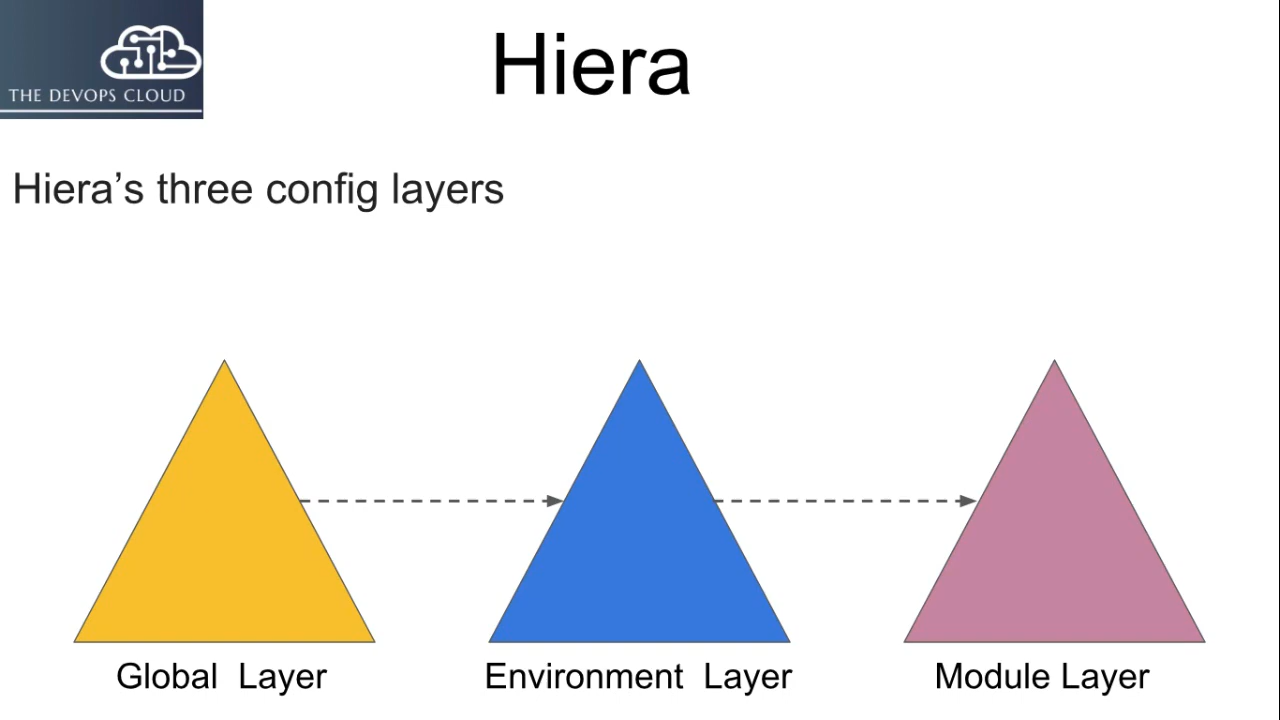 THE DEVOPS CLOUD
Hiera
Hiera’s three config layers
Global Layer
Environment Layer
Module Layer